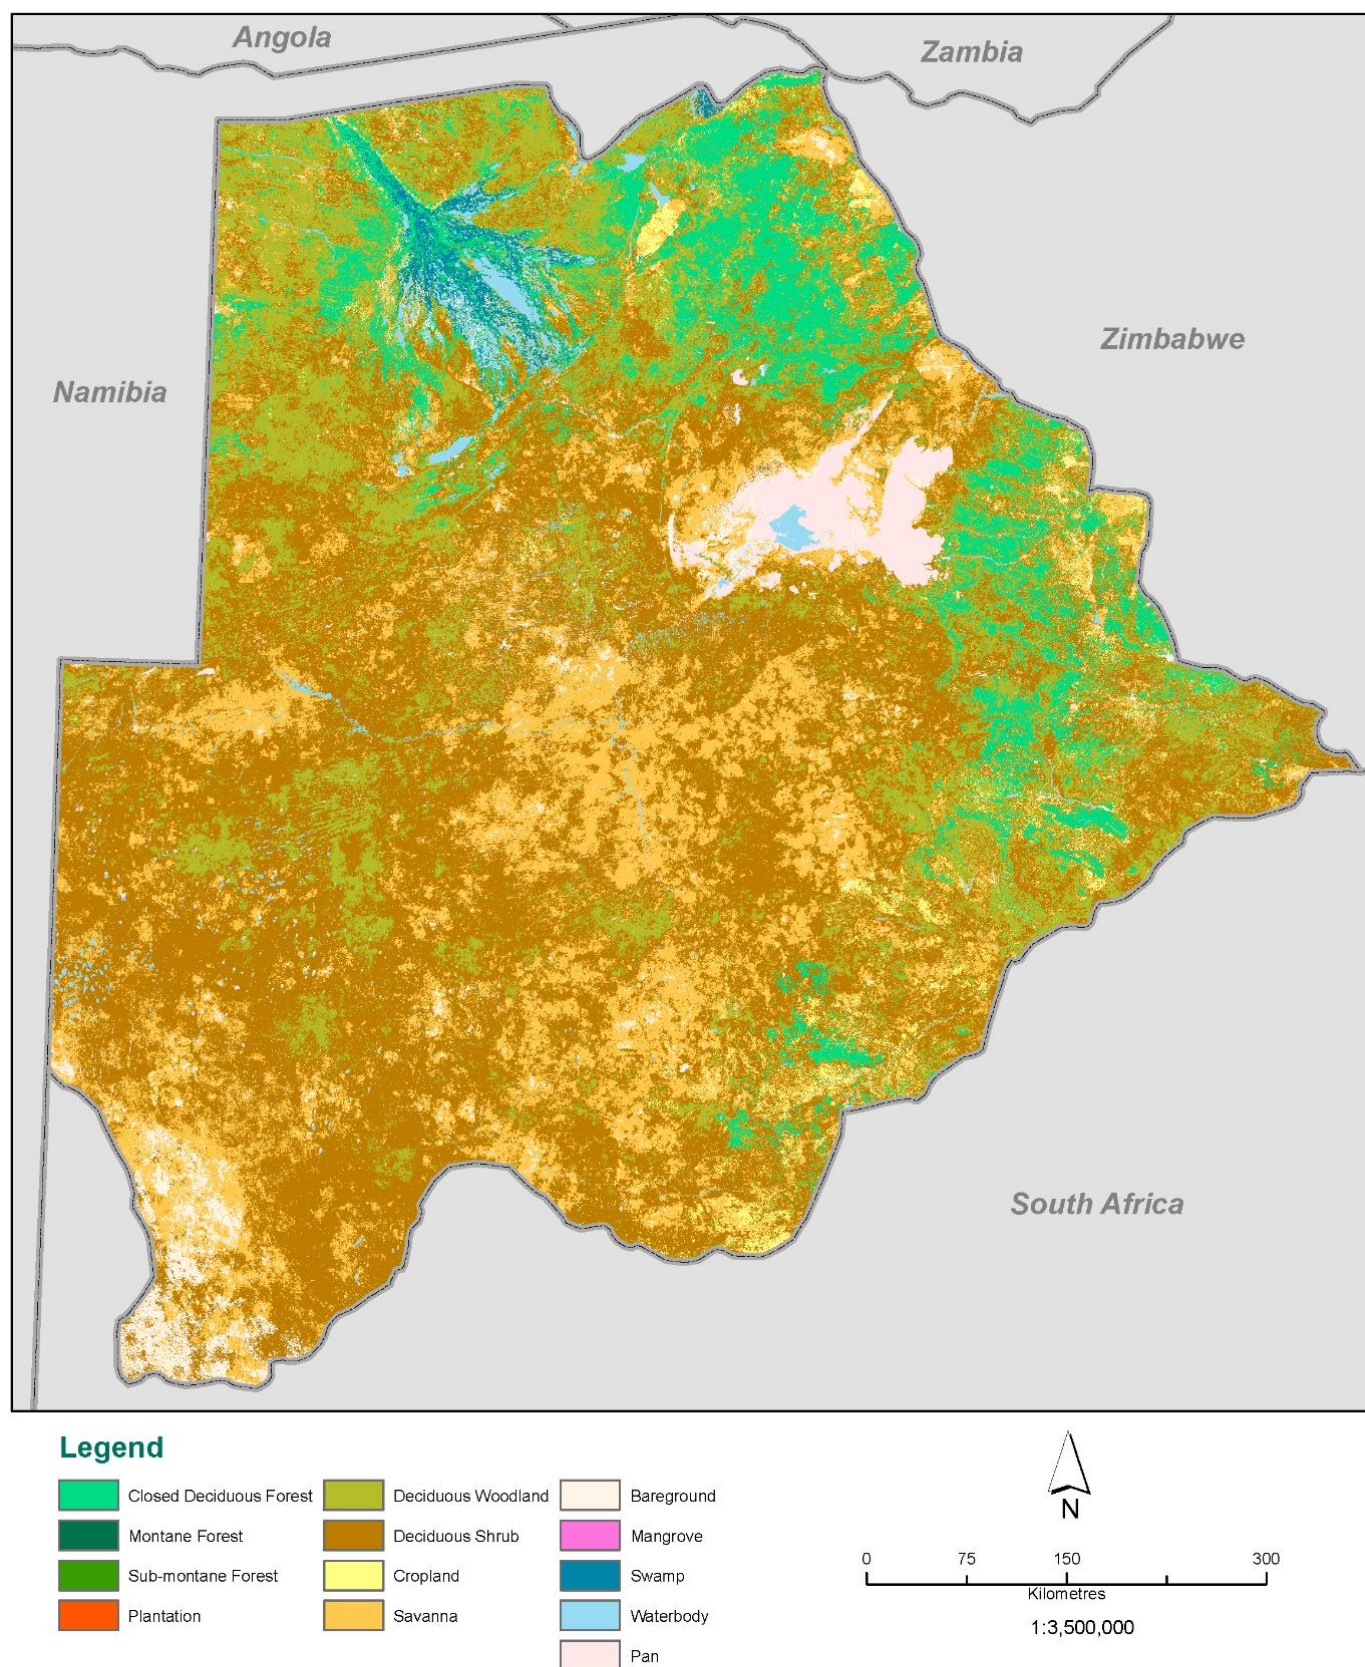 Angola
Zambia
Zimbabwe
Namibia
South Africa
Legend
Closed Deciduous Forest
Montane Forest
Sub-montane Forest
Plantation
Deciduous Woodland
Deciduous Shrub
Cropland
Savanna
Bareground
Mangrove
Swamp
Waterbody
Pan
N
0 75 150 300
Kilometres
1:3,500,000